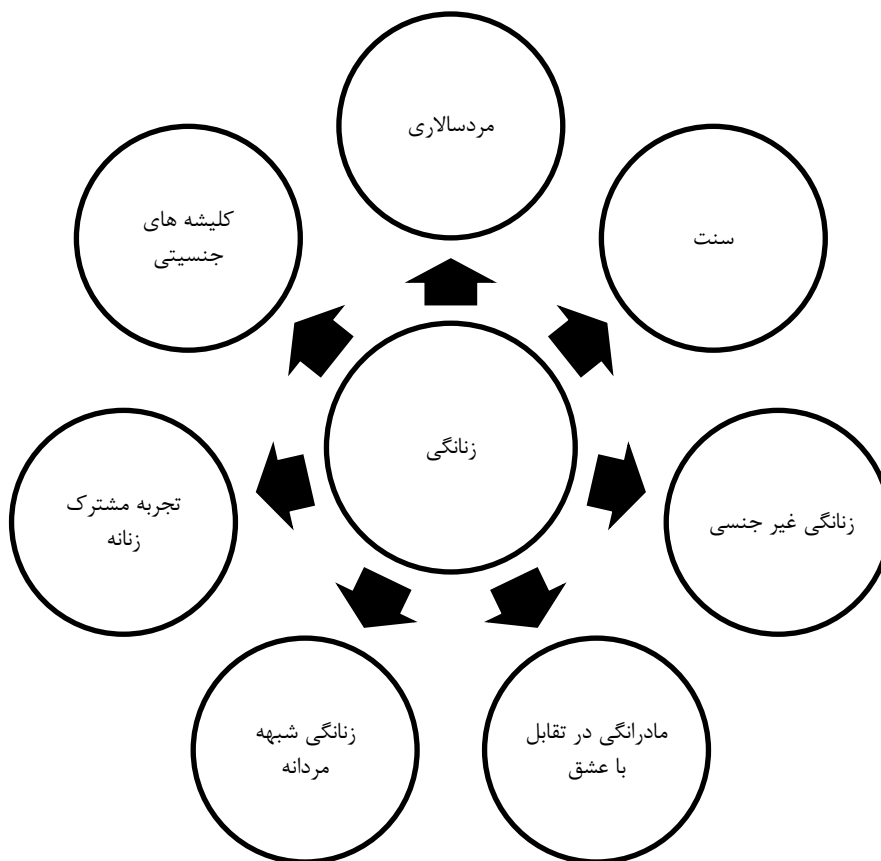 مردسالاری
سنت
کلیشه های
جنسیتی
زنانگی
تجربه مشترک
زنانه
زنانگی غیر جنسی
زنانگی شبهه
مردانه
مادرانگی در تقابل
با عشق